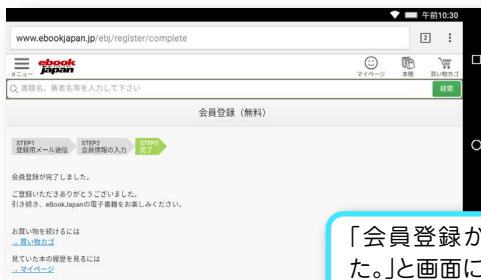 午前10:30
www.ebookjapan.jp/ebj/register/complete
2
メニュー
ebook
japan
マイページ
本棚
買い物カゴ
書籍名、著者名等を入力して下さい
検索
会員登録(無料)
STEP1
登録用メール送信
STEP2
会員情報の入力
STEP3
完了
会員登録が完了しました。
ご登録いただきありがとうございました。
引き続き、eBookJapanの電子書籍をお楽しみください。
お買い物を続けるには
→ 買い物カゴ
見ていた本の履歴を見るには
→ マイページ
「会員登録が
た。」と画面に